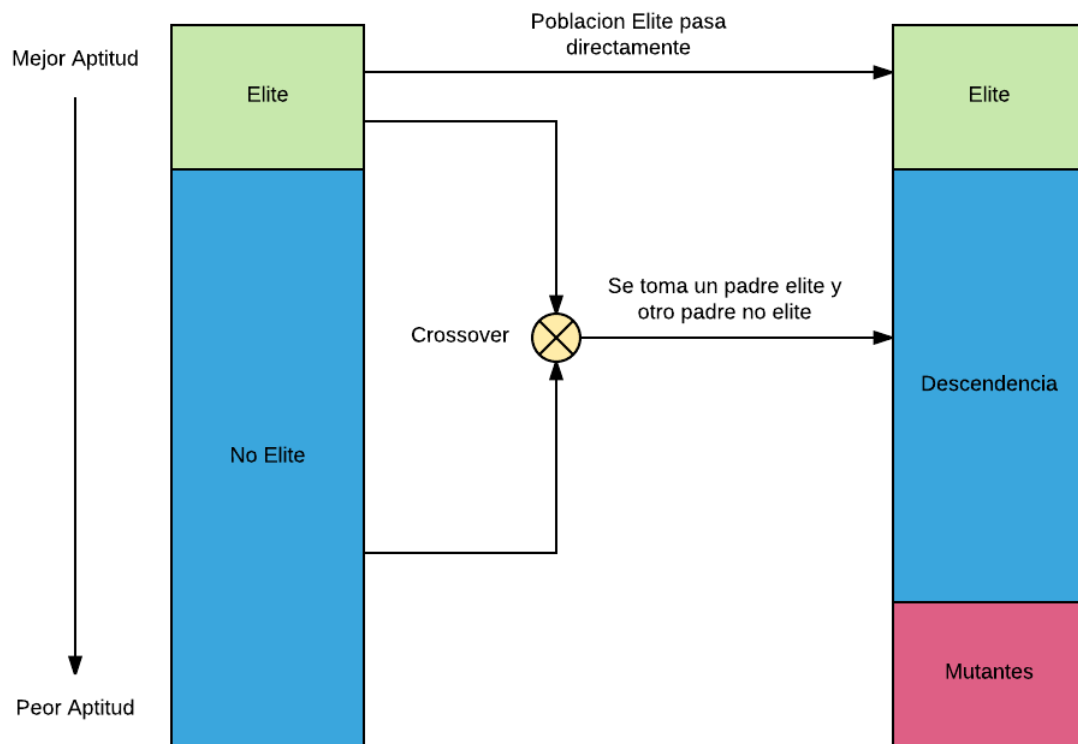 Poblacion Elite pasa
directamente
Mejor Aptitud
Elite
Elite
Se toma un padre elite y
otro padre no elite
Crossover
Descendencia
No Elite
Mutantes
Peor Aptitud